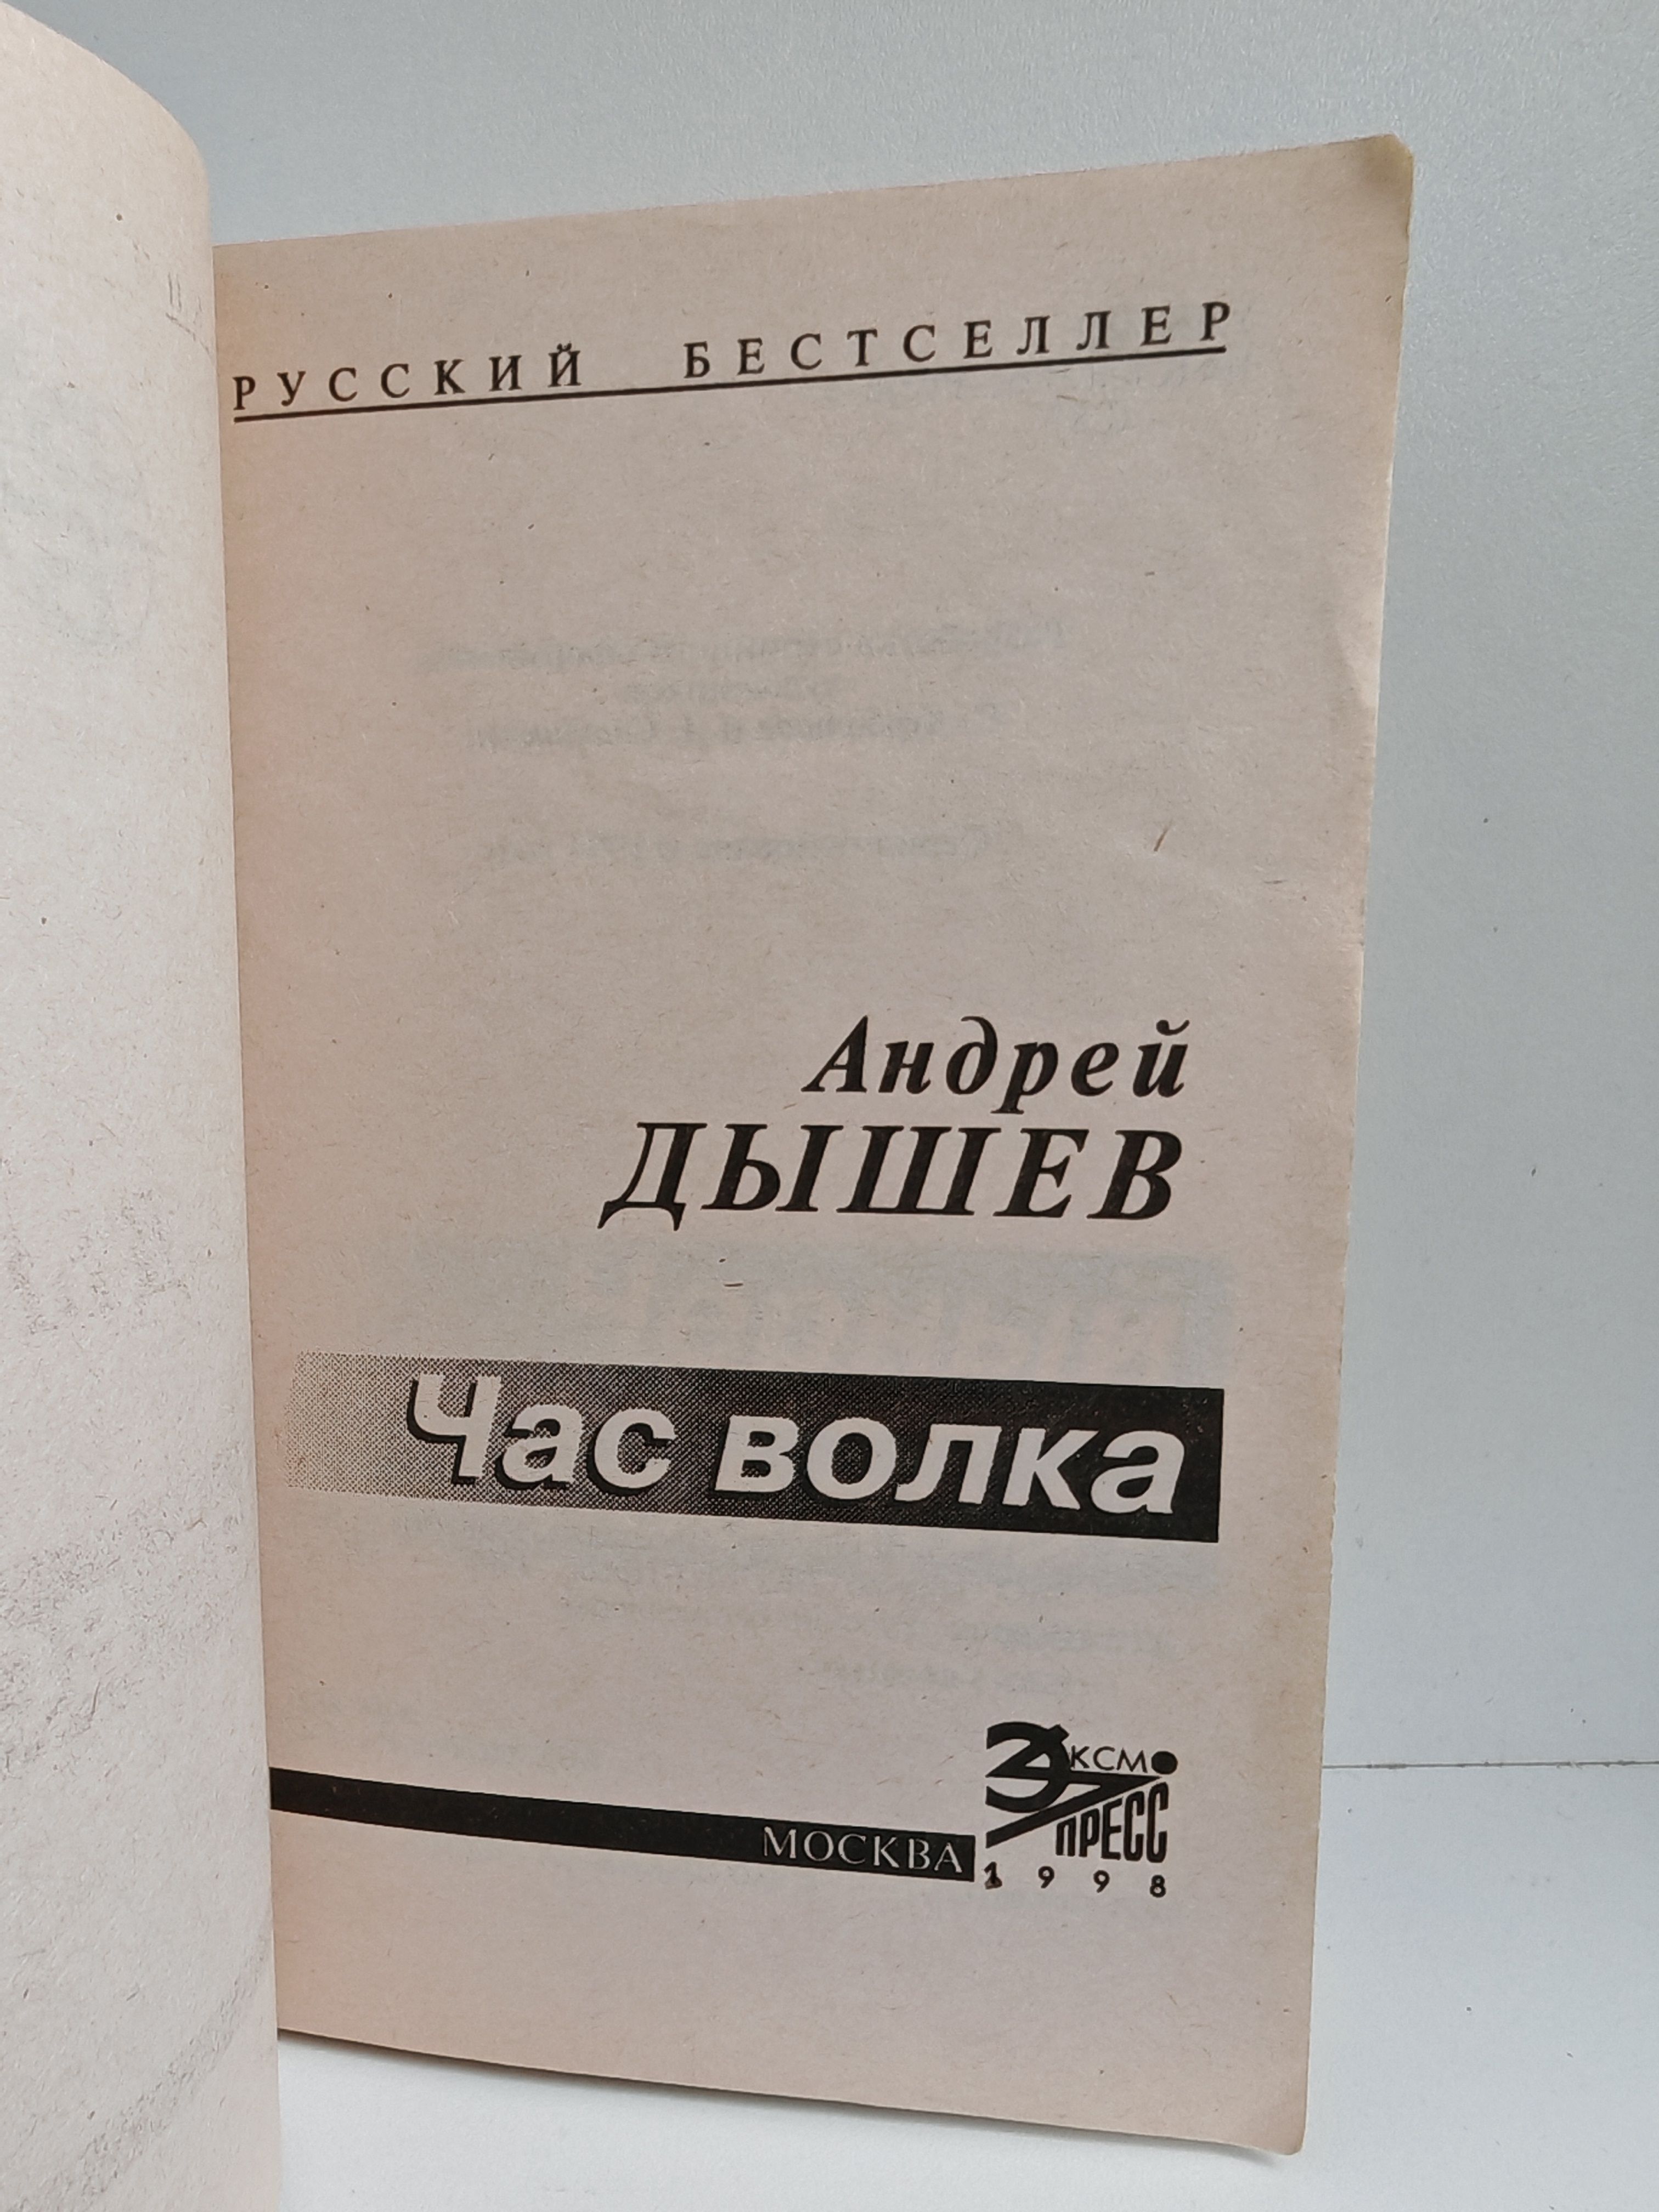 РУССКИЙ БЕСТСЕЛЛЕР
Андрей
ДЫШЕВ
Час волка
ЭКСМО
ПРЕСС
МОСКВА
1998